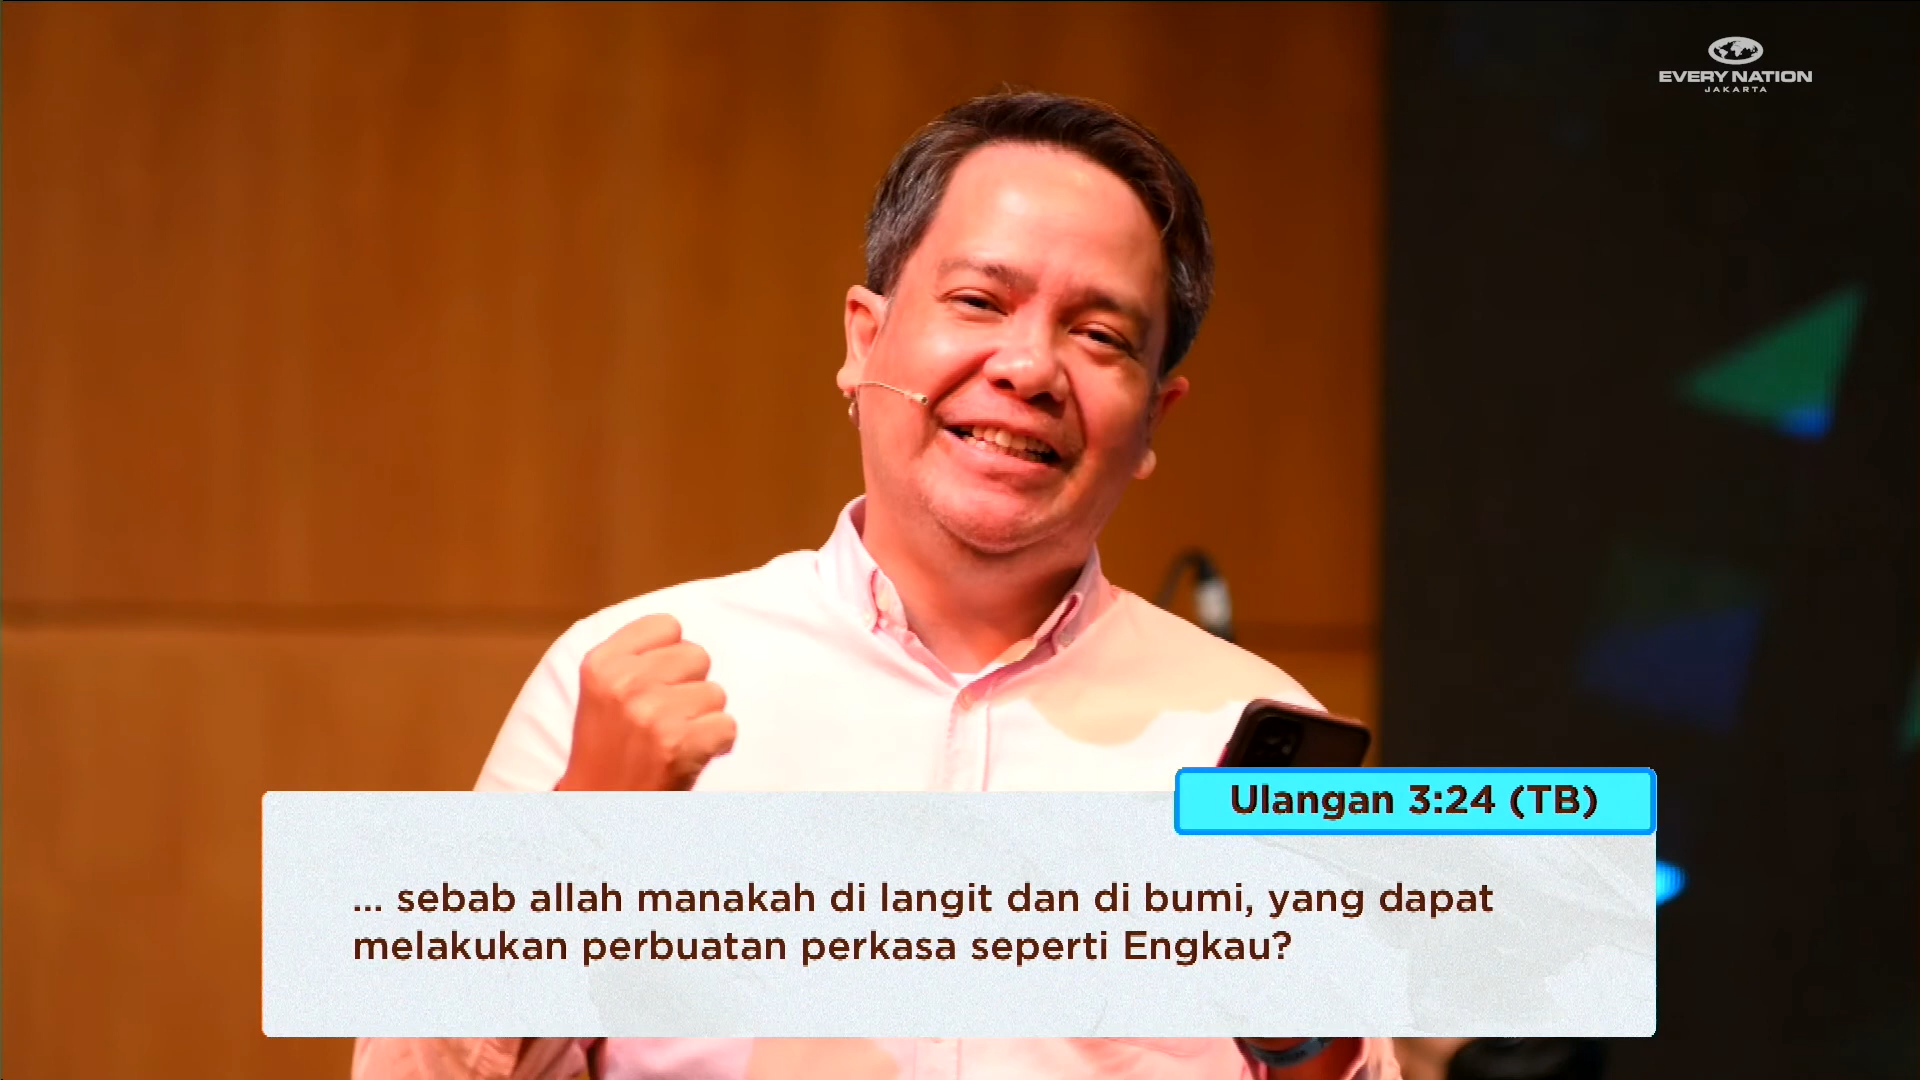 EVERY NATION
JAKARTA
Ulangan 3:24 (TB)
... sebab allah manakah di langit dan di bumi, yang dapat
melakukan perbuatan perkasa seperti Engkau?